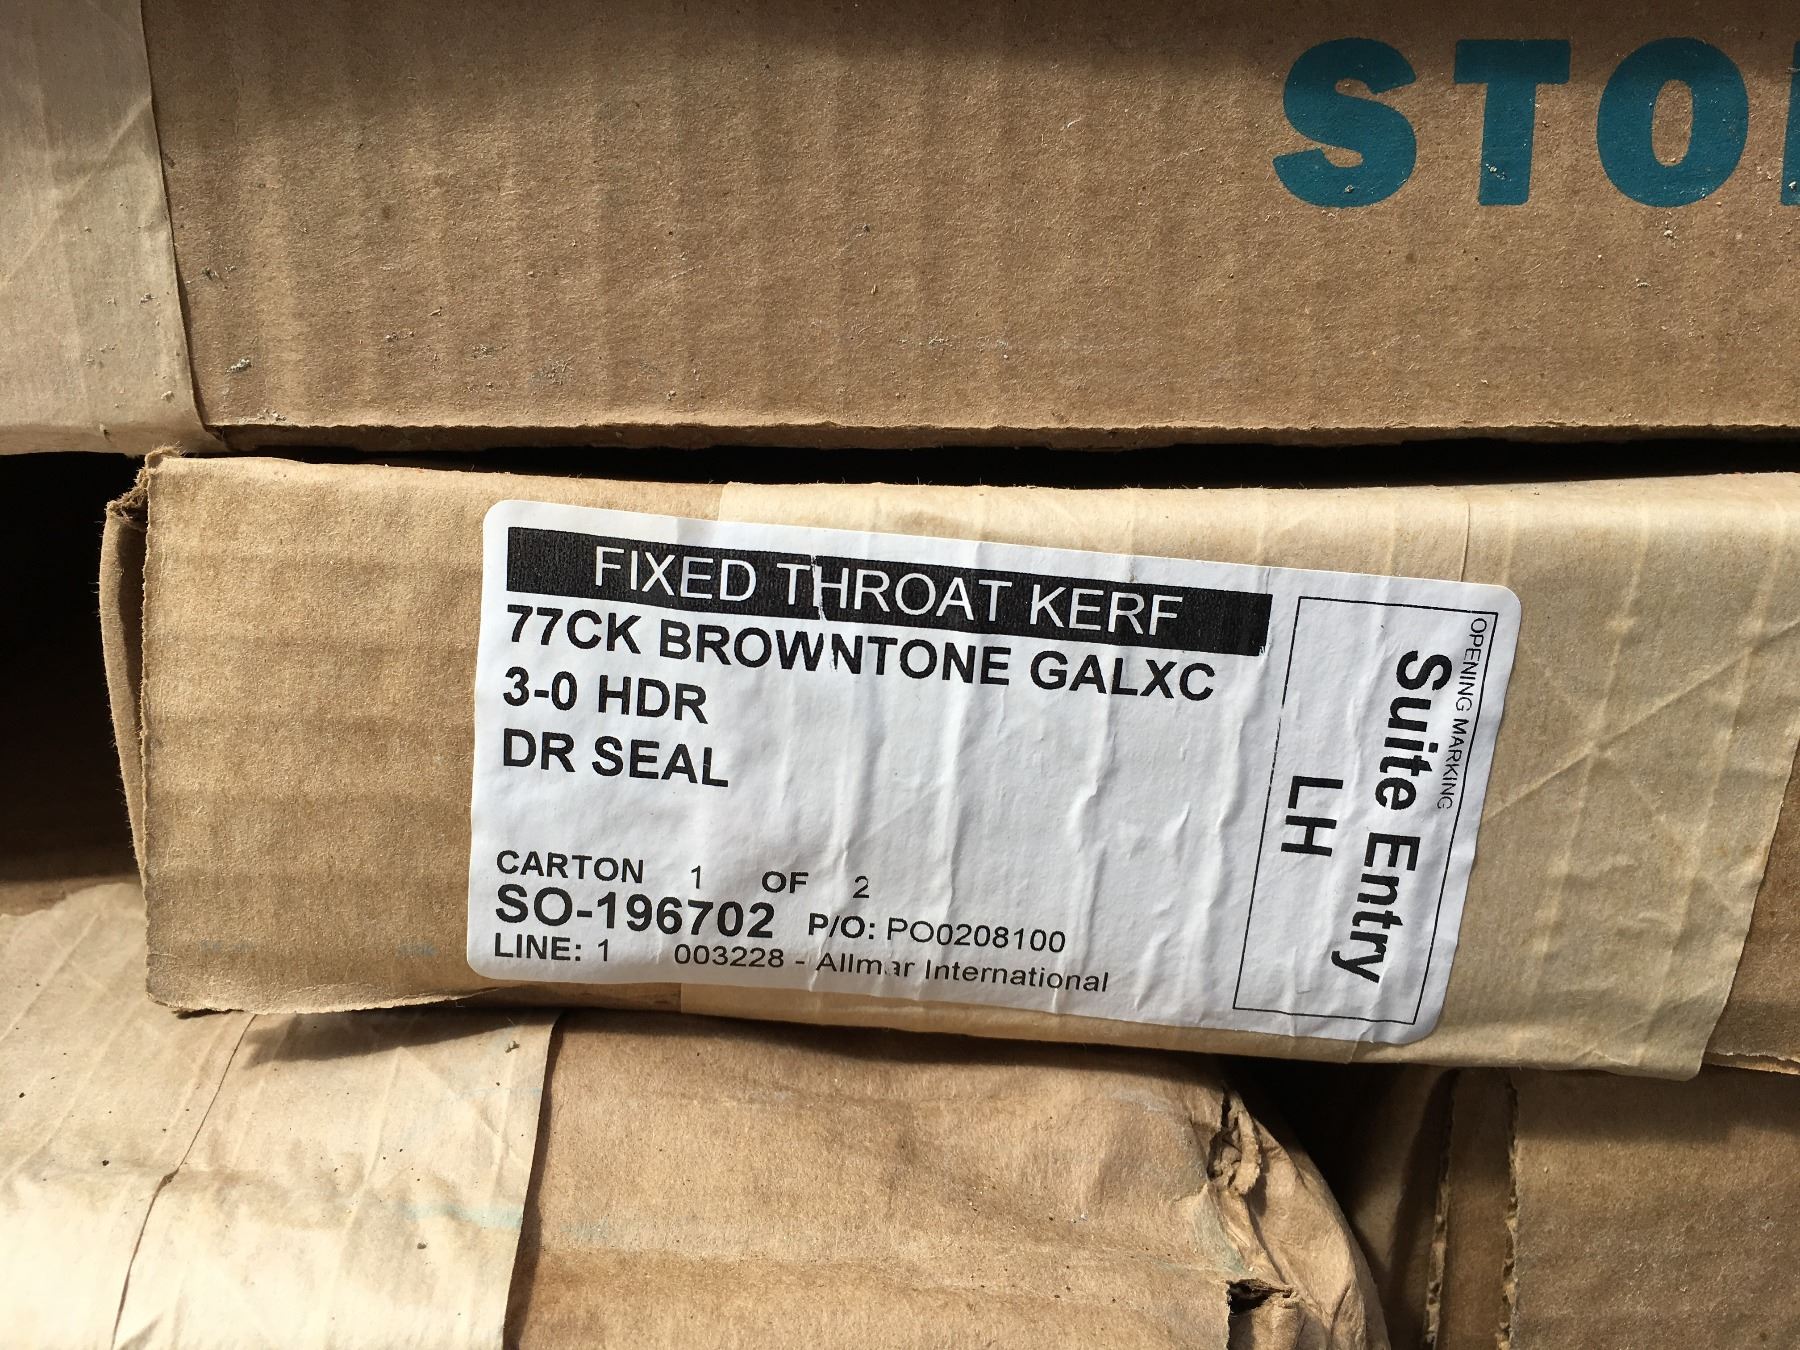 STO
FIXED THROAT KERF
77CK BROWNTONE GALXC
3-0 HDR
DR SEAL
CARTON 1 OF 2
SO-196702 P/O: PO0208100
LINE: 1 003228 - Allmar International
OPENING MARKING
Suite Entry
LH